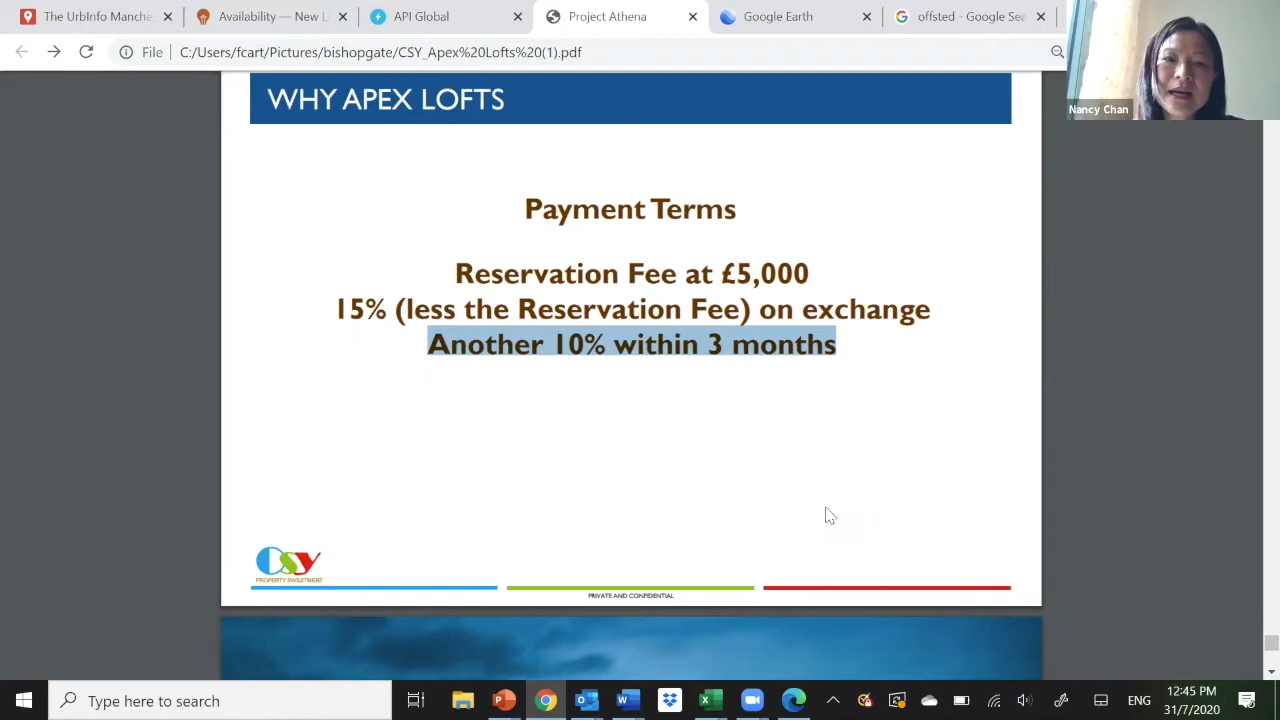 The UrbInfo Manches
Availability — New L
API Global
Project Athena
Google Earth
offsted - Google Sea
File
C:/Users/fcart/Pictures/bishopgate/CSY_Apex%20Lofts%20(1).pdf
Nancy Chan
WHY APEX LOFTS
Payment Terms
Reservation Fee at £5,000
15% (less the Reservation Fee) on exchange
Another 10% within 3 months
CSY
PROPERTY INVESTMENT
PRIVATE AND CONFIDENTIAL
Type here to search
ENG
12:45 PM
31/7/2020